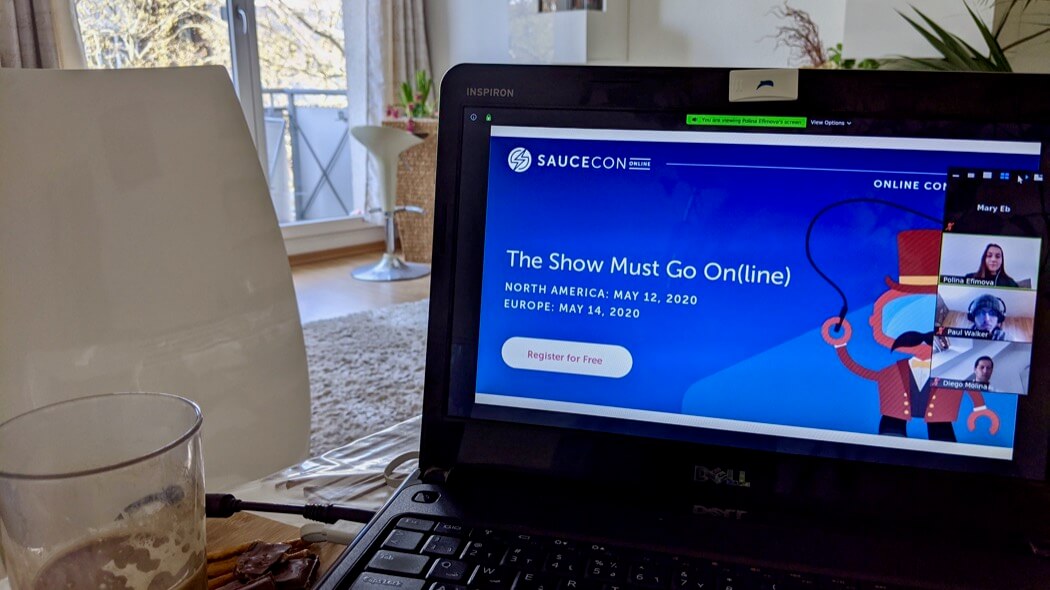 INSPIRON
You are viewing Polina Efimova's screen
View Options
SAUCECON ONLINE
ONLINE CON
Mary Eb
The Show Must Go On(line)
NORTH AMERICA: MAY 12, 2020
EUROPE: MAY 14, 2020
Register for Free
Polina Efimova
Paul Walker
Diego Molina
DELL
Q W E R T